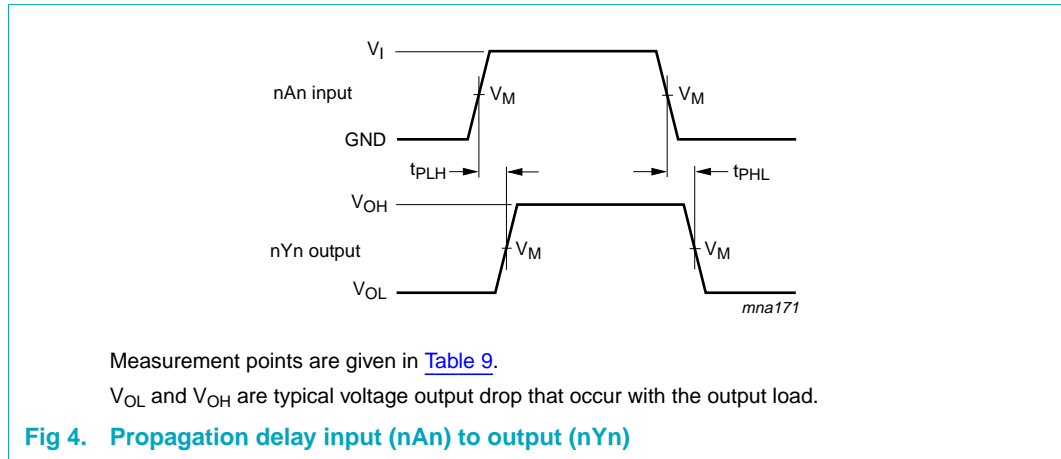 VI
nAn input
VM
VM
GND
tPLH
tPHL
VOH
nYn output
VM
VM
VOL
mna171
Measurement points are given in Table 9.
VOL and VOH are typical voltage output drop that occur with the output load.
Fig 4. Propagation delay input (nAn) to output (nYn)